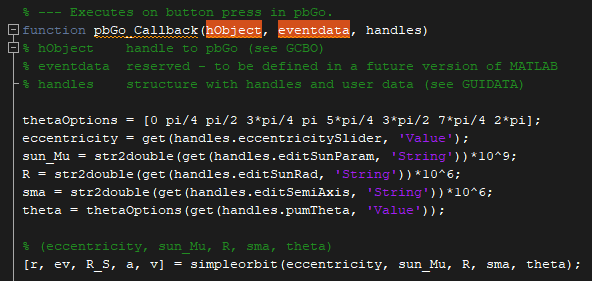 % --- Executes on button press in pbGo.
function pbGo_Callback(hObject, eventdata, handles)
% hObject    handle to pbGo (see GCBO)
% eventdata  reserved - to be defined in a future version of MATLAB
% handles    structure with handles and user data (see GUIDATA)
thetaOptions = [0 pi/4 pi/2 3*pi/4 pi 5*pi/4 3*pi/2 7*pi/4 2*pi];
eccentricity = get(handles.eccentricitySlider, 'Value');
sun_Mu = str2double(get(handles.editSunParam, 'String'))*10^9;
R = str2double(get(handles.editSunRad, 'String'))*10^6;
sma = str2double(get(handles.editSemiAxis, 'String'))*10^6;
theta = thetaOptions(get(handles.pumTheta, 'Value'));
% (eccentricity, sun_Mu, R, sma, theta)
[r, ev, R_S, a, v] = simpleorbit(eccentricity, sun_Mu, R, sma, theta);